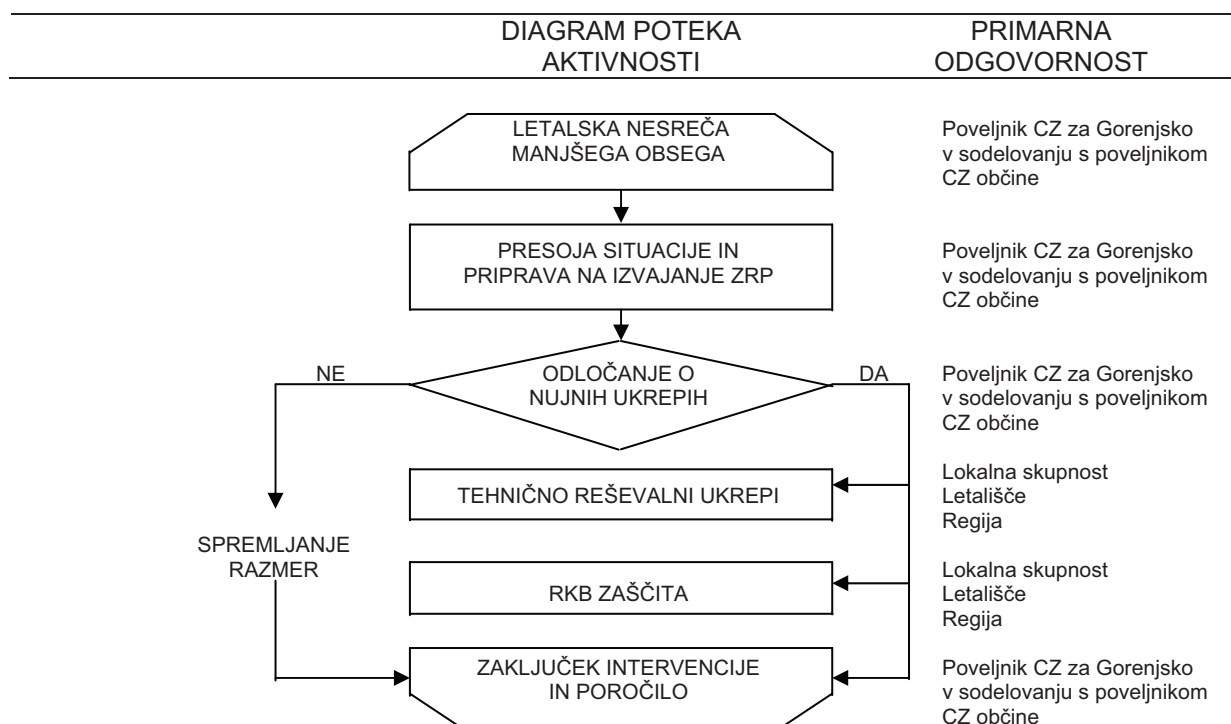 DIAGRAM POTEKA
AKTIVNOSTI
PRIMARNA
ODGOVORNOST
LETALSKA NESREČA
MANJŠEGA OBSEGA
Poveljnik CZ za Gorenjsko
v sodelovanju s poveljnikom
CZ občine
PRESOJA SITUACIJE IN
PRIPRAVA NA IZVAJANJE ZRP
Poveljnik CZ za Gorenjsko
v sodelovanju s poveljnikom
CZ občine
NE
ODLOČANJE O
NUJNIH UKREPIH
DA
Poveljnik CZ za Gorenjsko
v sodelovanju s poveljnikom
CZ občine
TEHNIČNO REŠEVALNI UKREPI
Lokalna skupnost
Letališče
Regija
SPREMLJANJE
RAZMER
RKB ZAŠČITA
Lokalna skupnost
Letališče
Regija
ZAKLJUČEK INTERVENCIJE
IN POROČILO
Poveljnik CZ za Gorenjsko
v sodelovanju s poveljnikom
CZ občine